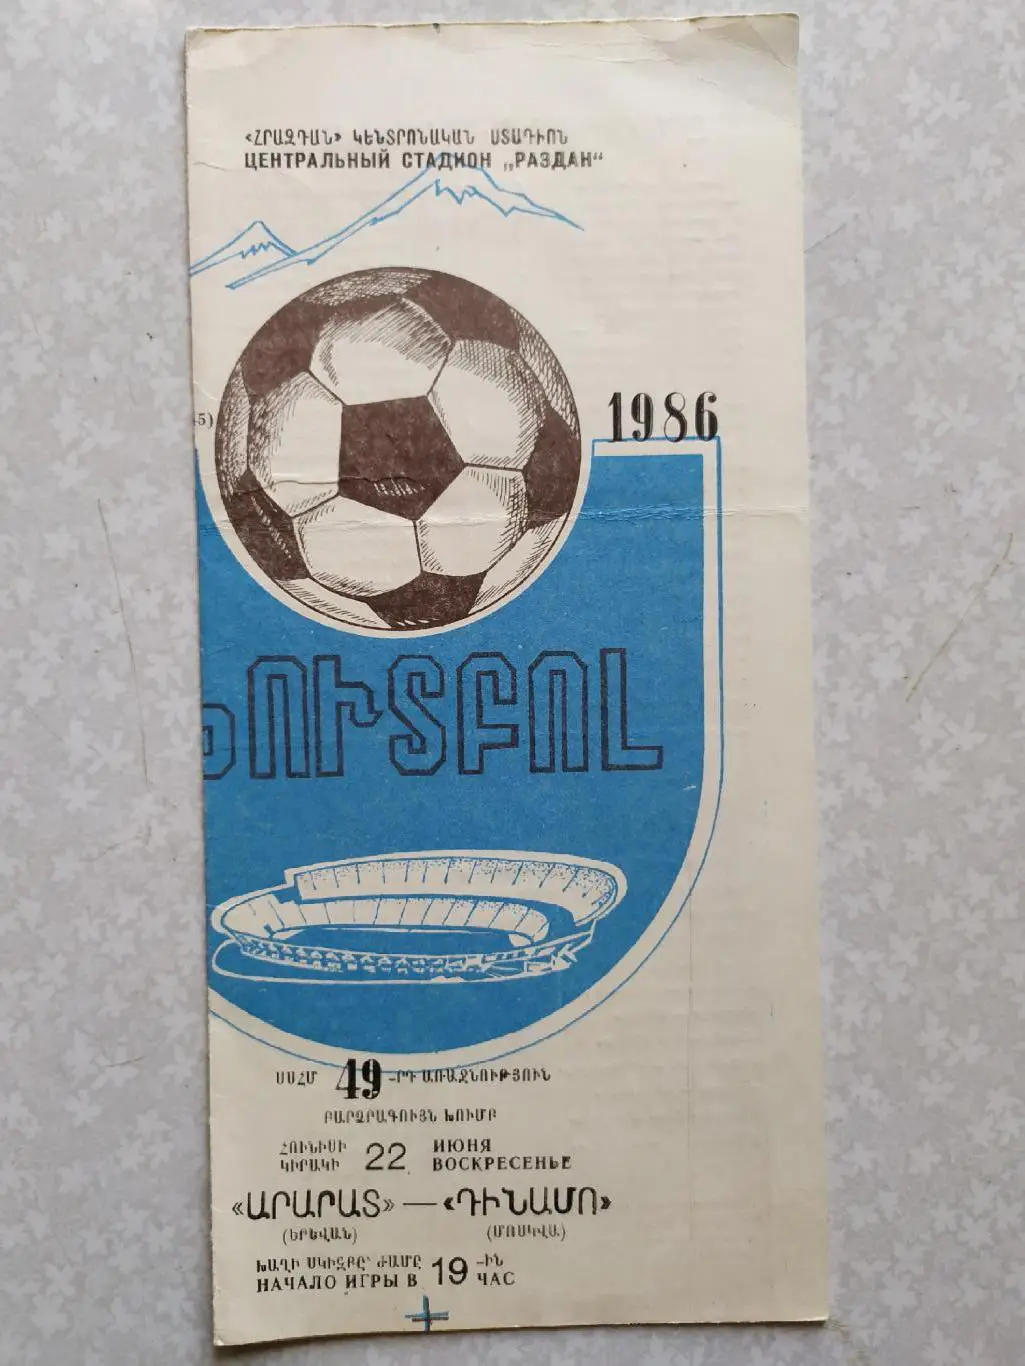 «ՀՐԱԶԴԱՆ» ԿԵՆՏՐՈՆԱԿԱՆ ՍՏԱԴԻՈՆ
ЦЕНТРАЛЬНЫЙ СТАДИОН „РАЗДАН“
1986
45)
ՖՈՒՏԲՈԼ
ՍՍՀՄ 49-ՐԴ ԱՌԱՋՆՈՒԹՅՈՒՆ
ԲԱՐՁՐԱԳՈՒՅՆ ԽՈՒՄԲ
ՀՈՒՆԻՍԻ 22 ИЮНЯ
ԿԻՐԱԿԻ ВОСКРЕСЕНЬЕ
«ԱՐԱՐԱՏ» — «ԴԻՆԱՄՈ»
(ԵՐԵՎԱՆ) (ՄՈՍԿՎԱ)
ԽԱՂԻ ՍԿԻԶԲԸ՝ ԺԱՄԸ 19-ԻՆ
НАЧАЛО ИГРЫ В 19 ЧАС